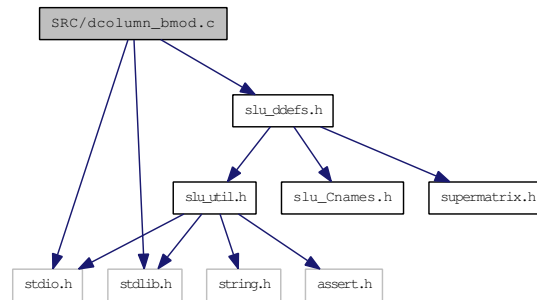 SRC/dcolumn_bmod.c
slu_ddefs.h
slu_util.h
slu_Cnames.h
supermatrix.h
stdio.h
stdlib.h
string.h
assert.h